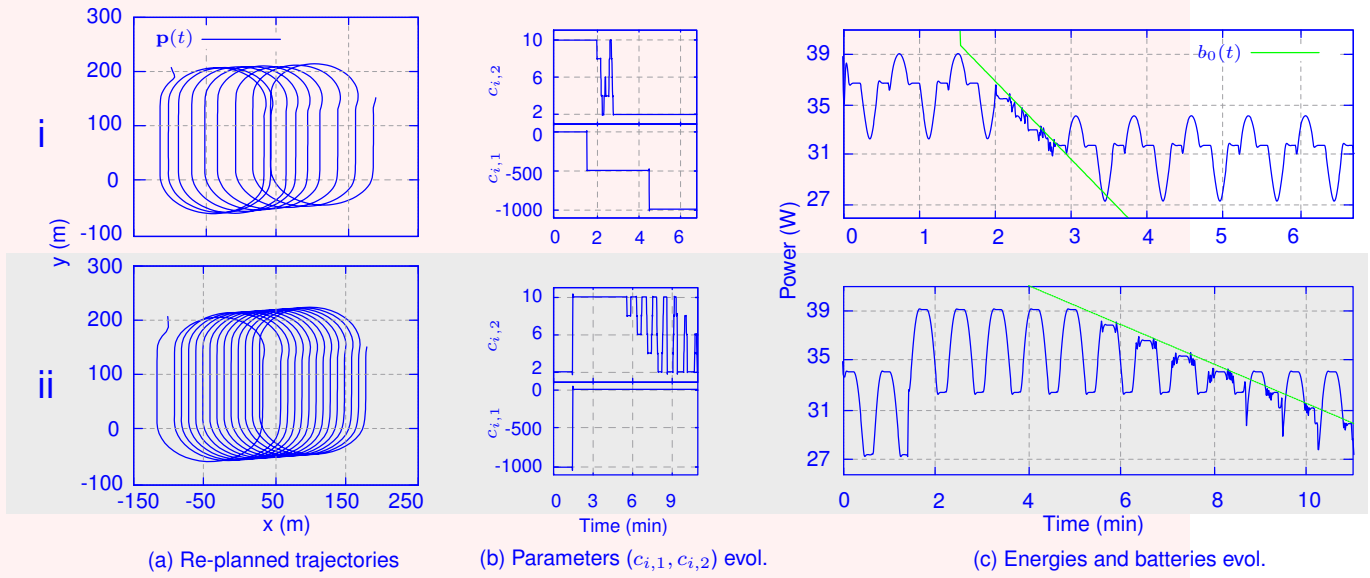 300
200
100
0
-100
p(t)
i
10
6
2
c_{i,2}
0
-500
-1000
c_{i,1}
0 2 4 6
39
35
31
27
b_0(t)
0 1 2 3 4 5 6
y (m)
Power (W)
300
200
100
0
-100
ii
-150 -50 50 150 250
x (m)
10
6
2
c_{i,2}
0
-500
-1000
c_{i,1}
0 3 6 9
Time (min)
39
35
31
27
0 2 4 6 8 10
Time (min)
(a) Re-planned trajectories
(b) Parameters (c_{i,1}, c_{i,2}) evol.
(c) Energies and batteries evol.